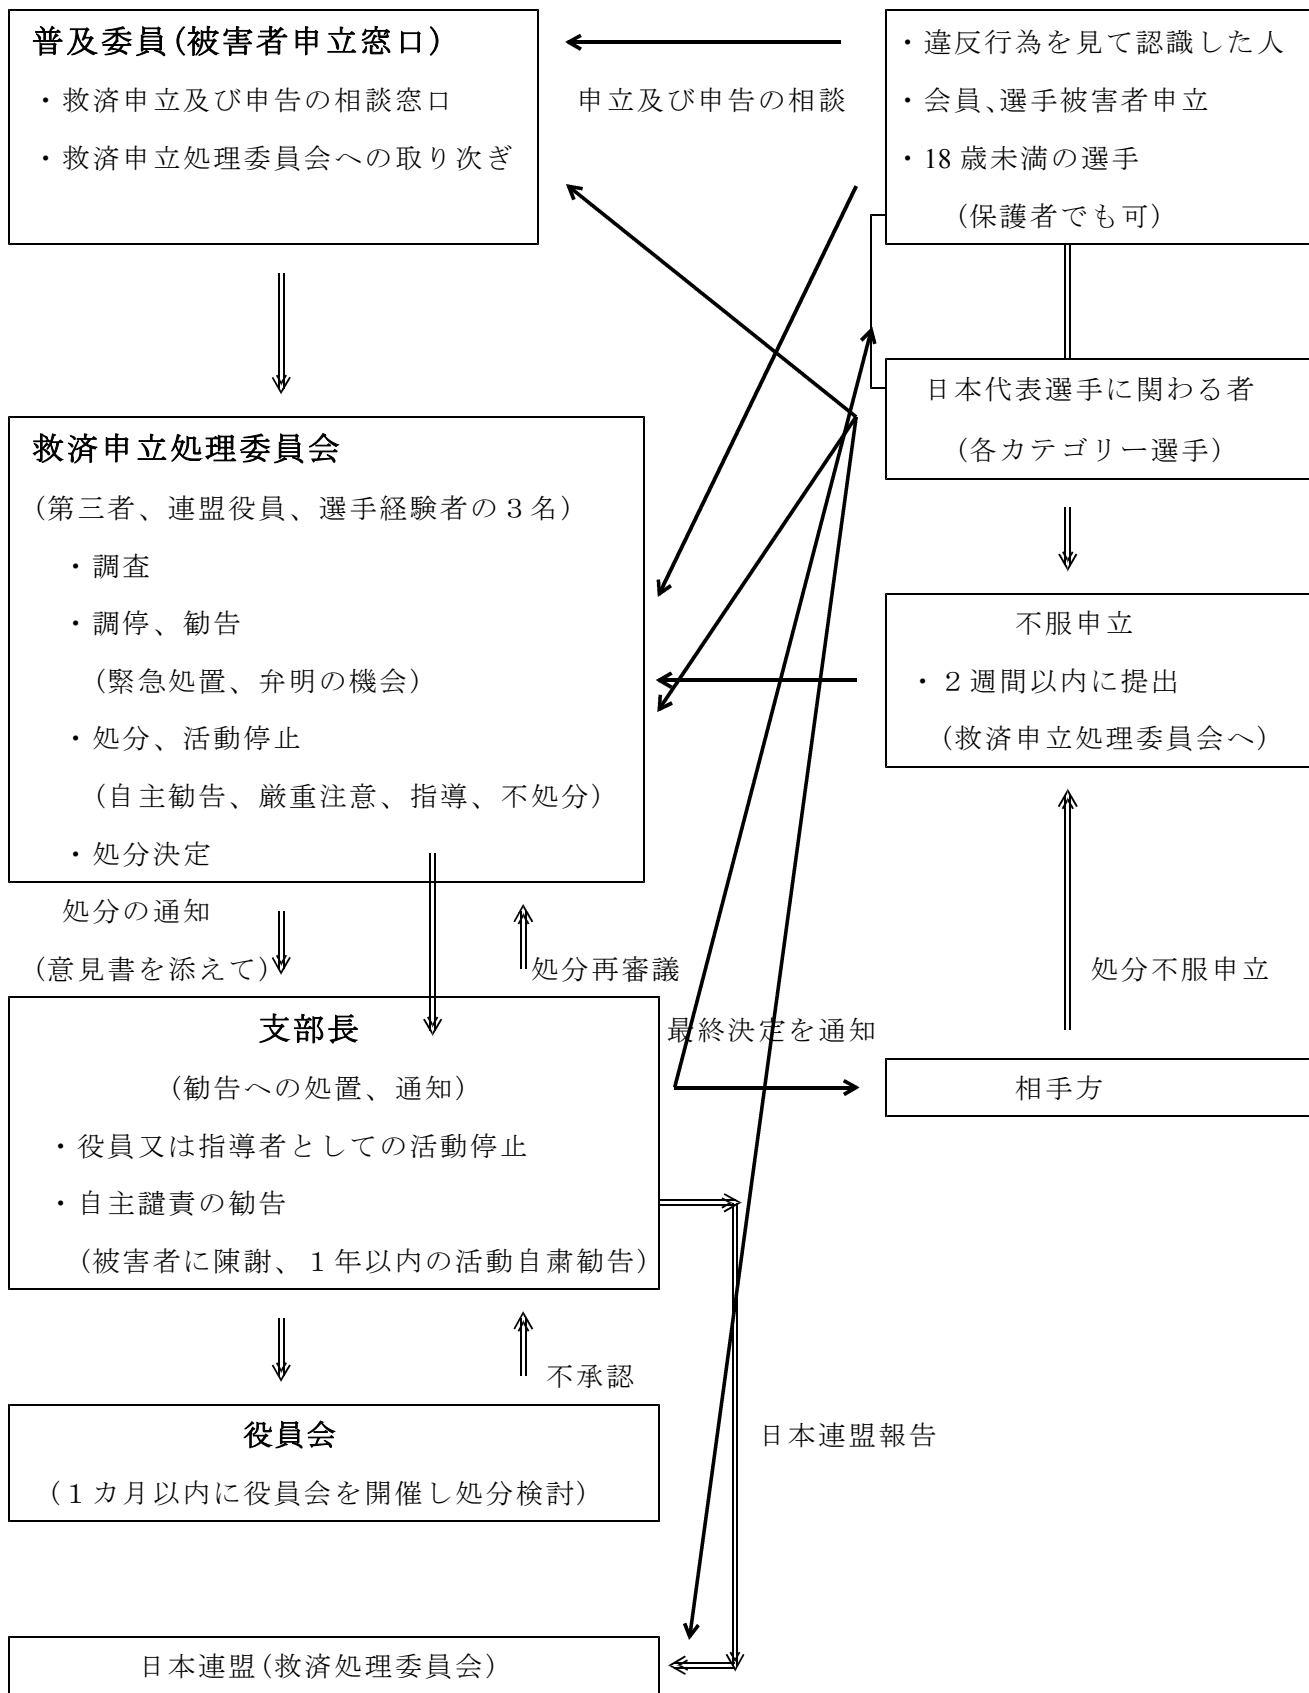 普及委員(被害者申立窓口)
・救済申立及び申告の相談窓口
・救済申立処理委員会への取り次ぎ
申立及び申告の相談
・違反行為を見て認識した人
・会員、選手被害者申立
・18歳未満の選手
(保護者でも可)
日本代表選手に関わる者
(各カテゴリー選手)
救済申立処理委員会
(第三者、連盟役員、選手経験者の３名)
・調査
・調停、勧告
(緊急処置、弁明の機会)
・処分、活動停止
(自主勧告、厳重注意、指導、不処分)
・処分決定
不服申立
・２週間以内に提出
(救済申立処理委員会へ)
処分の通知
(意見書を添えて)
処分再審議
処分不服申立
支部長
(勧告への処置、通知)
・役員又は指導者としての活動停止
・自主譴責の勧告
(被害者に陳謝、１年以内の活動自粛勧告)
最終決定を通知
相手方
不承認
役員会
(１カ月以内に役員会を開催し処分検討)
日本連盟報告
日本連盟(救済処理委員会)